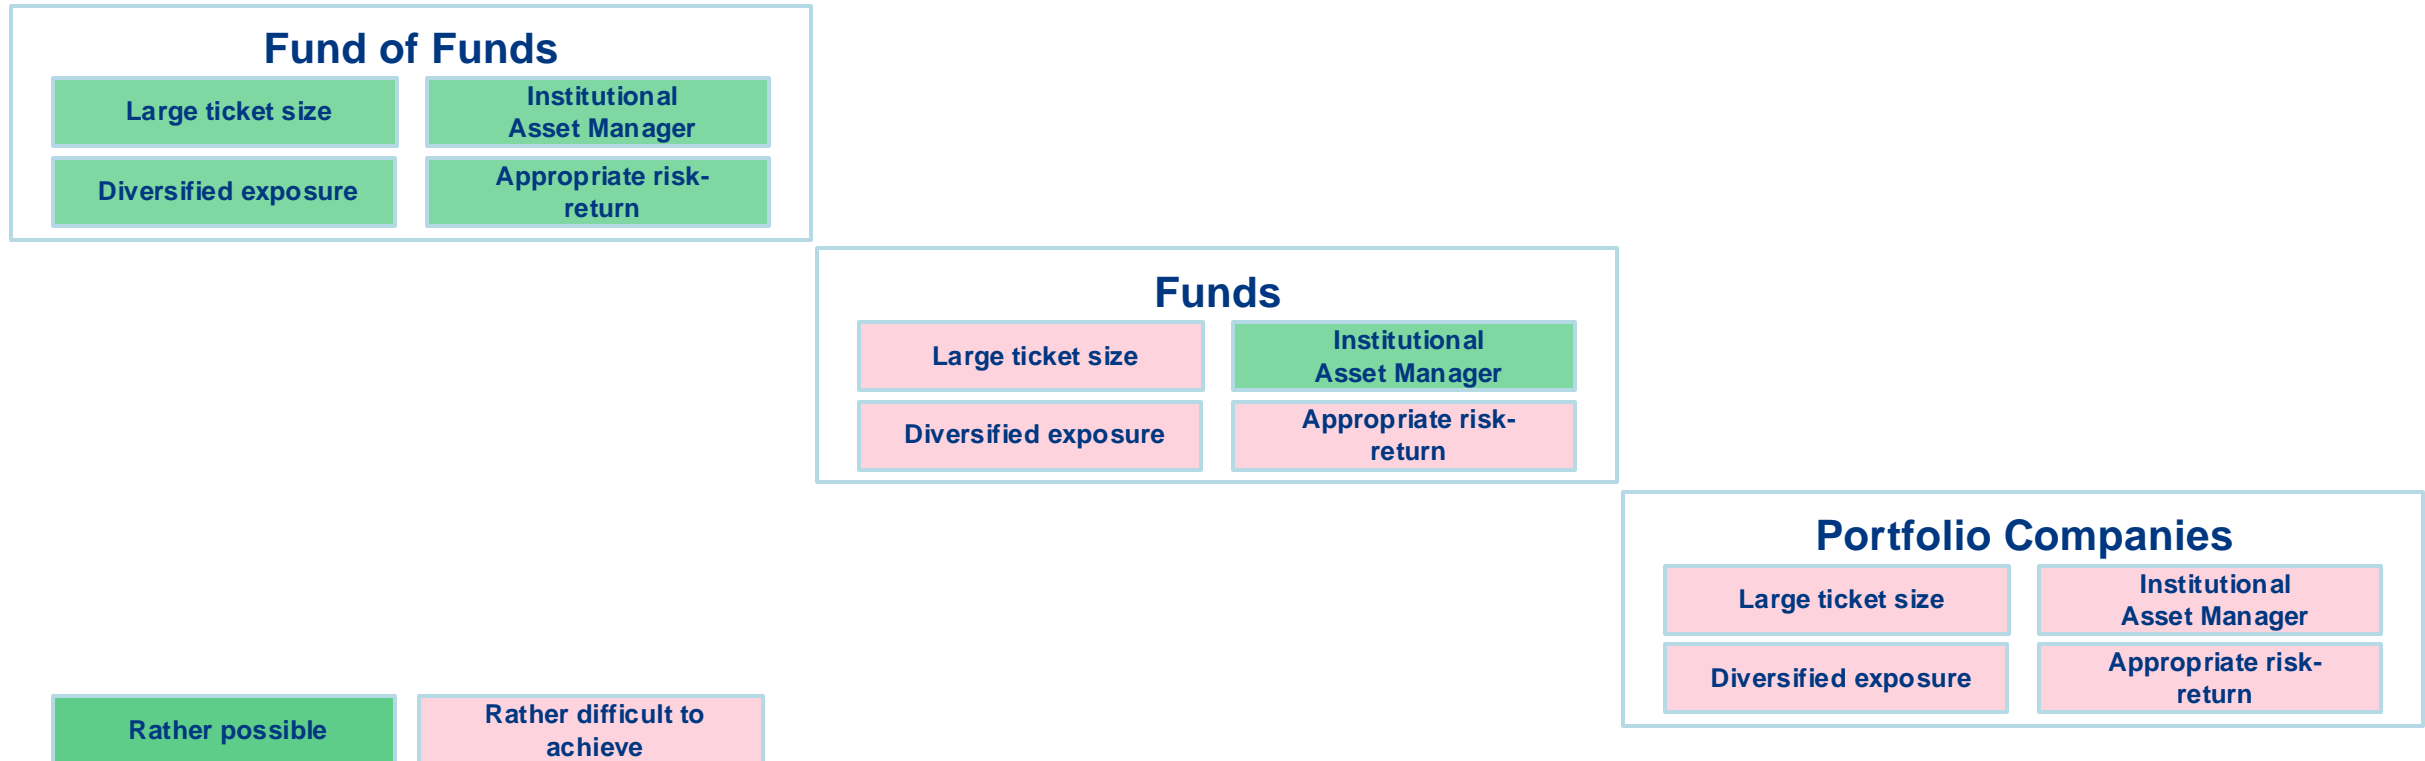 Fund of Funds
Large ticket size
Institutional
Asset Manager
Diversified exposure
Appropriate risk-
return
Funds
Large ticket size
Institutional
Asset Manager
Diversified exposure
Appropriate risk-
return
Portfolio Companies
Large ticket size
Institutional
Asset Manager
Diversified exposure
Appropriate risk-
return
Rather possible
Rather difficult to
achieve